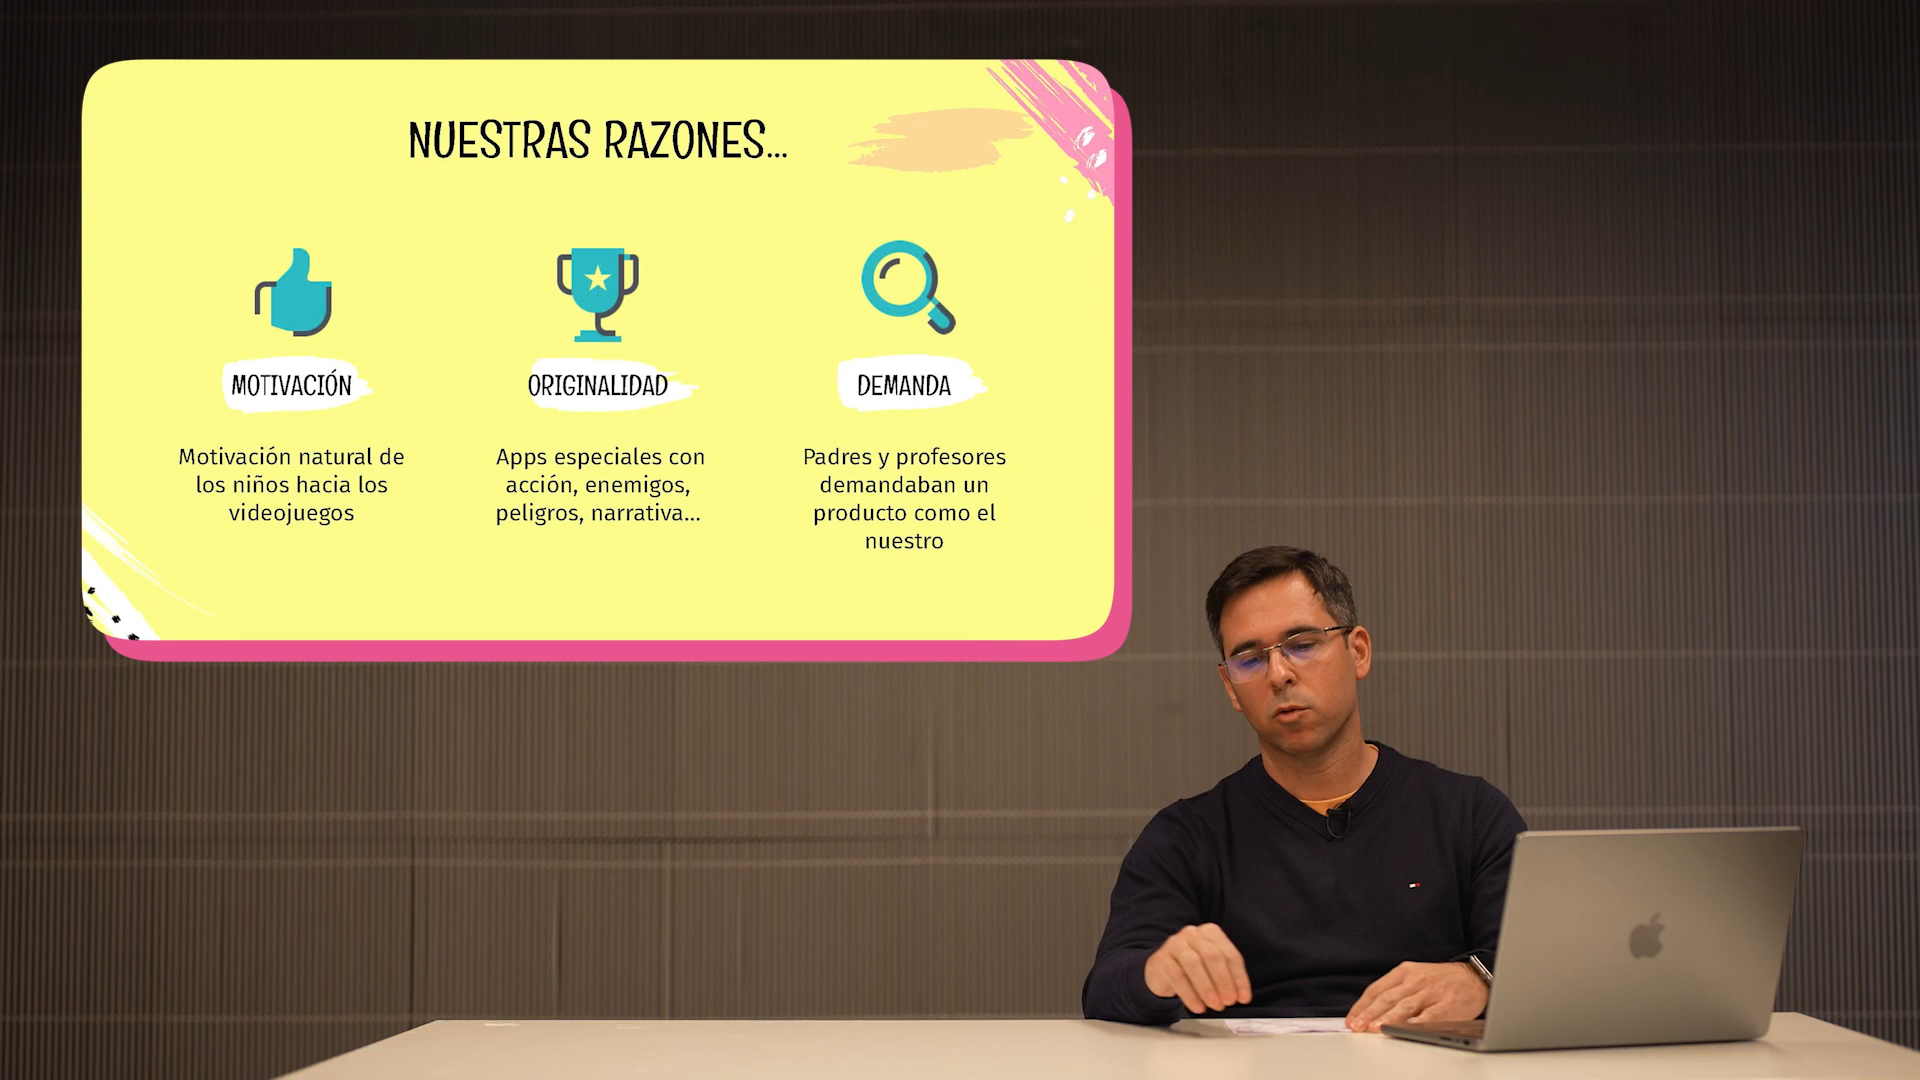 NUESTRAS RAZONES...
MOTIVACIÓN
Motivación natural de
los niños hacia los
videojuegos
ORIGINALIDAD
Apps especiales con
acción, enemigos,
peligros, narrativa...
DEMANDA
Padres y profesores
demandaban un
producto como el
nuestro